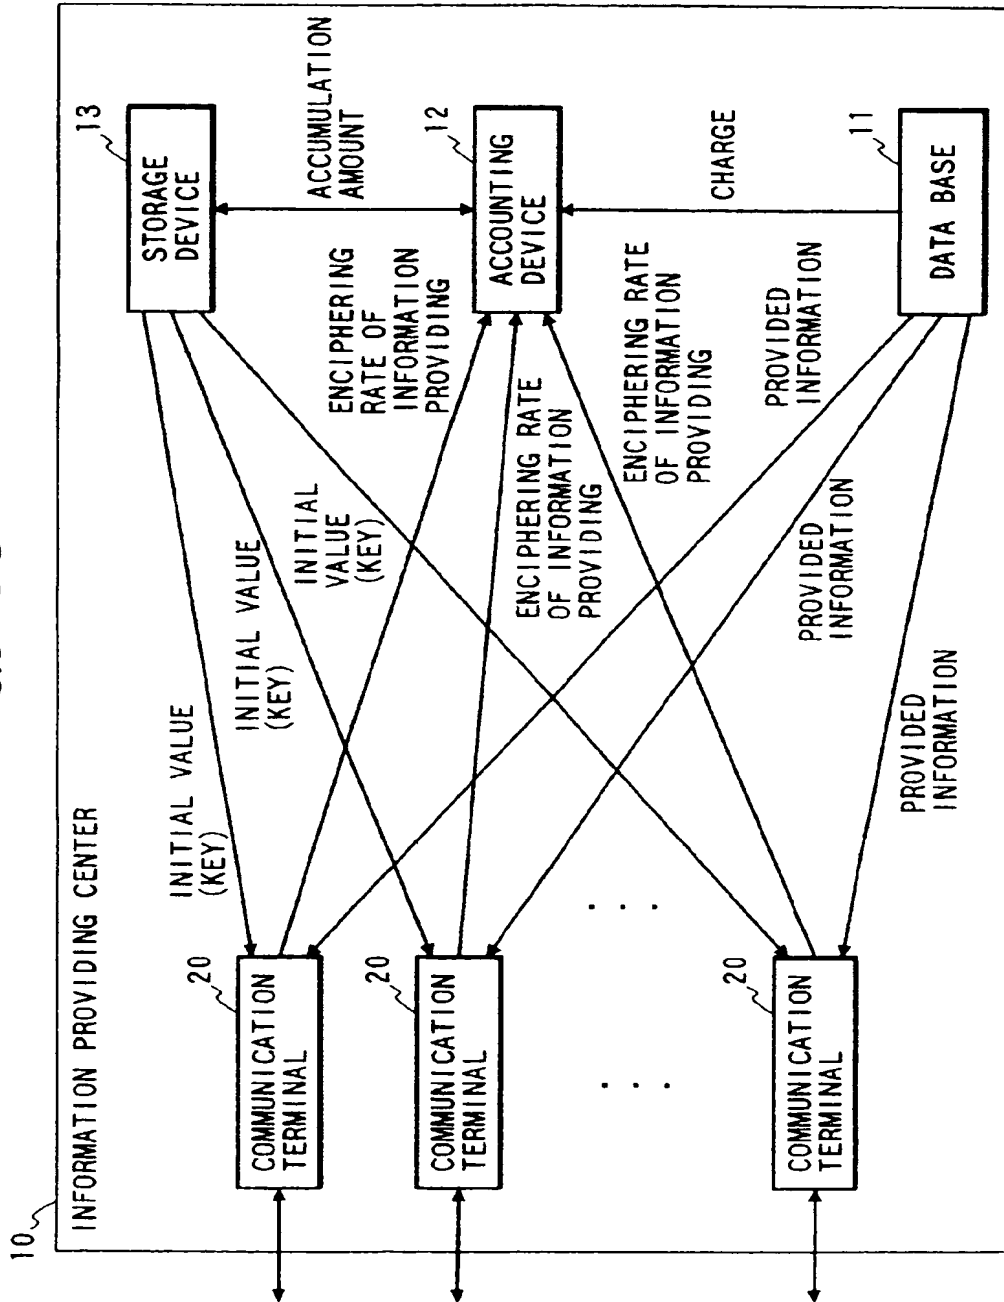 10
INFORMATION PROVIDING CENTER
20
COMMUNICATION
TERMINAL
20
COMMUNICATION
TERMINAL
. . .
20
COMMUNICATION
TERMINAL
INITIAL VALUE
(KEY)
INITIAL VALUE
(KEY)
INITIAL
VALUE
(KEY)
ENCIPHERING
RATE OF
INFORMATION
PROVIDING
ENCIPHERING RATE
OF INFORMATION
PROVIDING
ENCIPHERING RATE
OF INFORMATION
PROVIDING
. . .
PROVIDED
INFORMATION
PROVIDED
INFORMATION
PROVIDED
INFORMATION
13
STORAGE
DEVICE
ACCUMULATION
AMOUNT
12
ACCOUNTING
DEVICE
CHARGE
11
DATA BASE